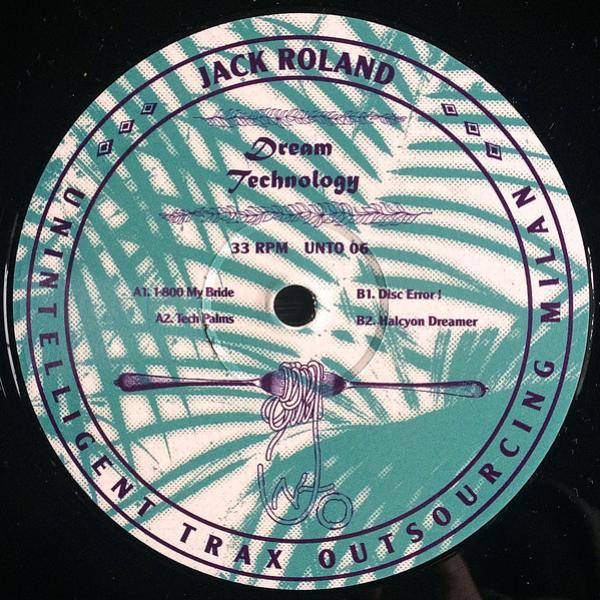 JACK ROLAND
Dream
Technology
33 RPM UNTO 06
A1. 1-800 My Bride
A2. Tech Palms
B1. Disc Error!
B2. Halcyon Dreamer
UNTO
UNINTELLIGENT TRAX OUTSOURCING MILAN